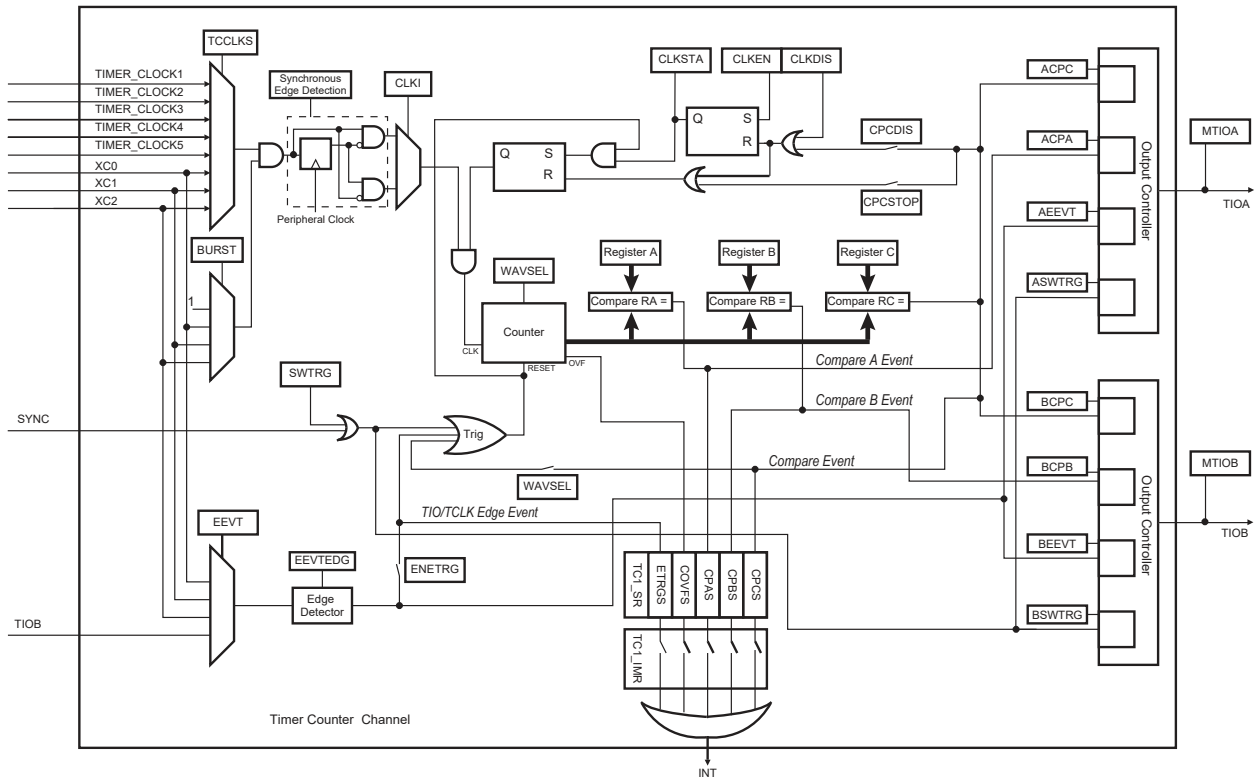 TCCLKS
TIMER_CLOCK1
TIMER_CLOCK2
TIMER_CLOCK3
TIMER_CLOCK4
TIMER_CLOCK5
XC0
XC1
XC2
Synchronous
Edge Detection
CLKI
Peripheral Clock
BURST
1
CLKSTA
CLKEN
CLKDIS
Q
S
R
Q
S
R
CPCDIS
CPCSTOP
Register A
Register B
Register C
Compare RA =
Compare RB =
Compare RC =
WAVSEL
Counter
CLK
RESET
OVF
SWTRG
SYNC
Trig
WAVSEL
Compare A Event
Compare B Event
Compare Event
TIO/TCLK Edge Event
EEVT
EEVTEDG
Edge
Detector
ENETRG
TIOB
TC1_SR
ETRGS
COVFS
CPAS
CPBS
CPCS
TC1_IMR
INT
ACPC
ACPA
AEEVT
ASWTRG
Output Controller
MTIOA
TIOA
BCPC
BCPB
BEEVT
BSWTRG
Output Controller
MTIOB
TIOB
Timer Counter Channel